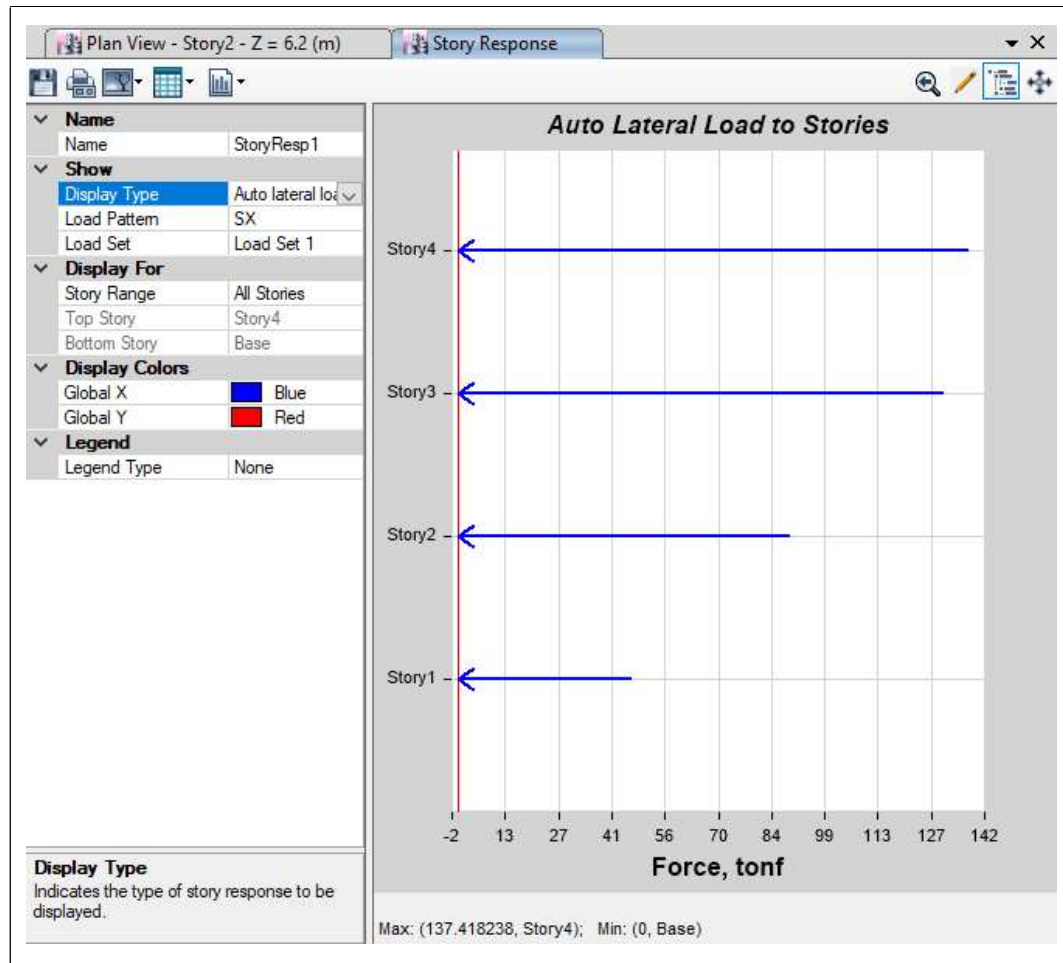 Plan View - Story2 - Z = 6.2 (m)
Story Response
Name
Name StoryResp1
Show
Display Type Auto lateral loa
Load Pattern SX
Load Set Load Set 1
Display For
Story Range All Stories
Top Story Story4
Bottom Story Base
Display Colors
Global X Blue
Global Y Red
Legend
Legend Type None
Display Type
Indicates the type of story response to be
displayed.
Auto Lateral Load to Stories
Story4
Story3
Story2
Story1
-2 13 27 41 56 70 84 99 113 127 142
Force, tonf
Max: (137.418238, Story4); Min: (0, Base)